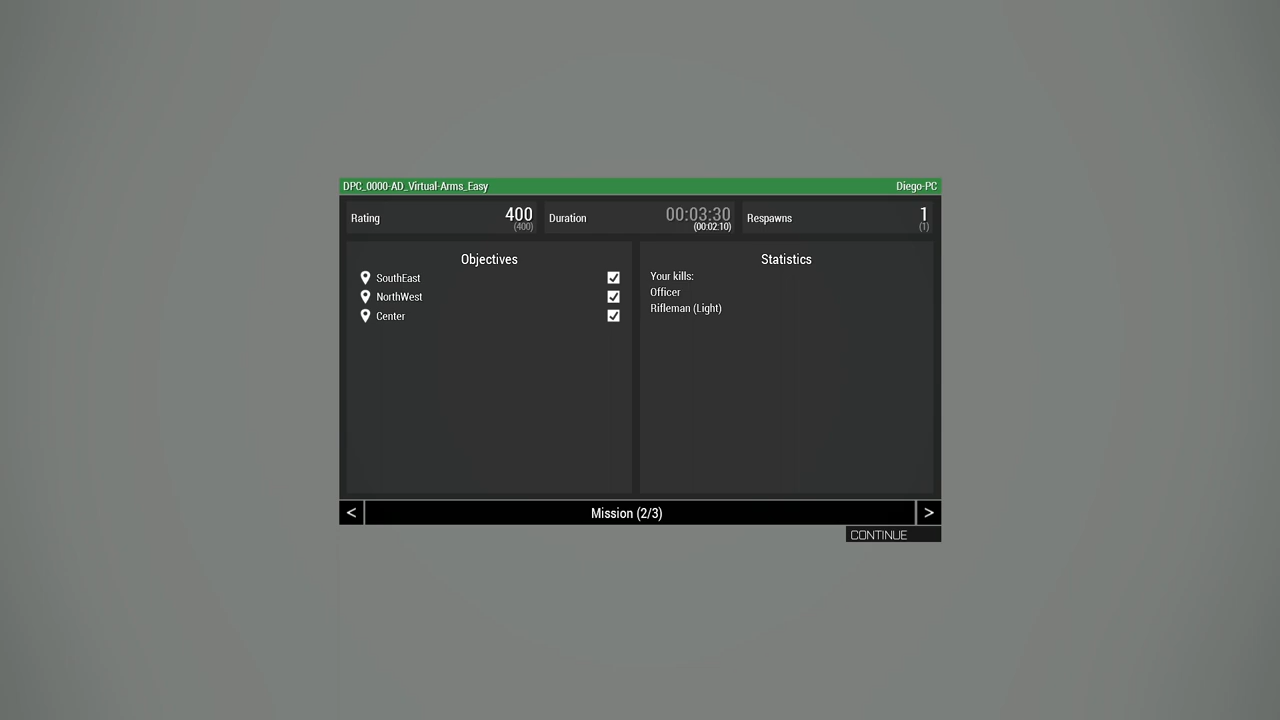 DPC_0000-AD_Virtual-Arms_Easy Diego-PC
Rating 400 (400) Duration 00:03:30 (00:02:10) Respawns 1 (1)
Objectives
SouthEast
NorthWest
Center
Statistics
Your kills:
Officer
Rifleman (Light)
< Mission (2/3) >
CONTINUE